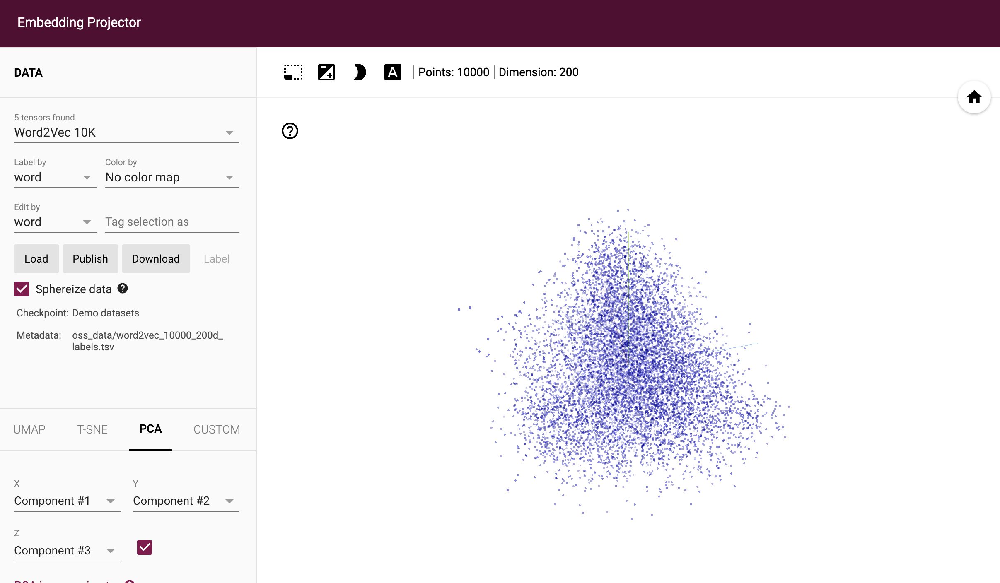 Embedding Projector
DATA
A | Points: 10000 | Dimension: 200
5 tensors found
Word2Vec 10K
Label by
word
Color by
No color map
Edit by
word
Tag selection as
Load
Publish
Download
Label
Sphereize data
Checkpoint: Demo datasets
Metadata: oss_data/word2vec_10000_200d_
labels.tsv
UMAP
T-SNE
PCA
CUSTOM
X
Component #1
Y
Component #2
Z
Component #3